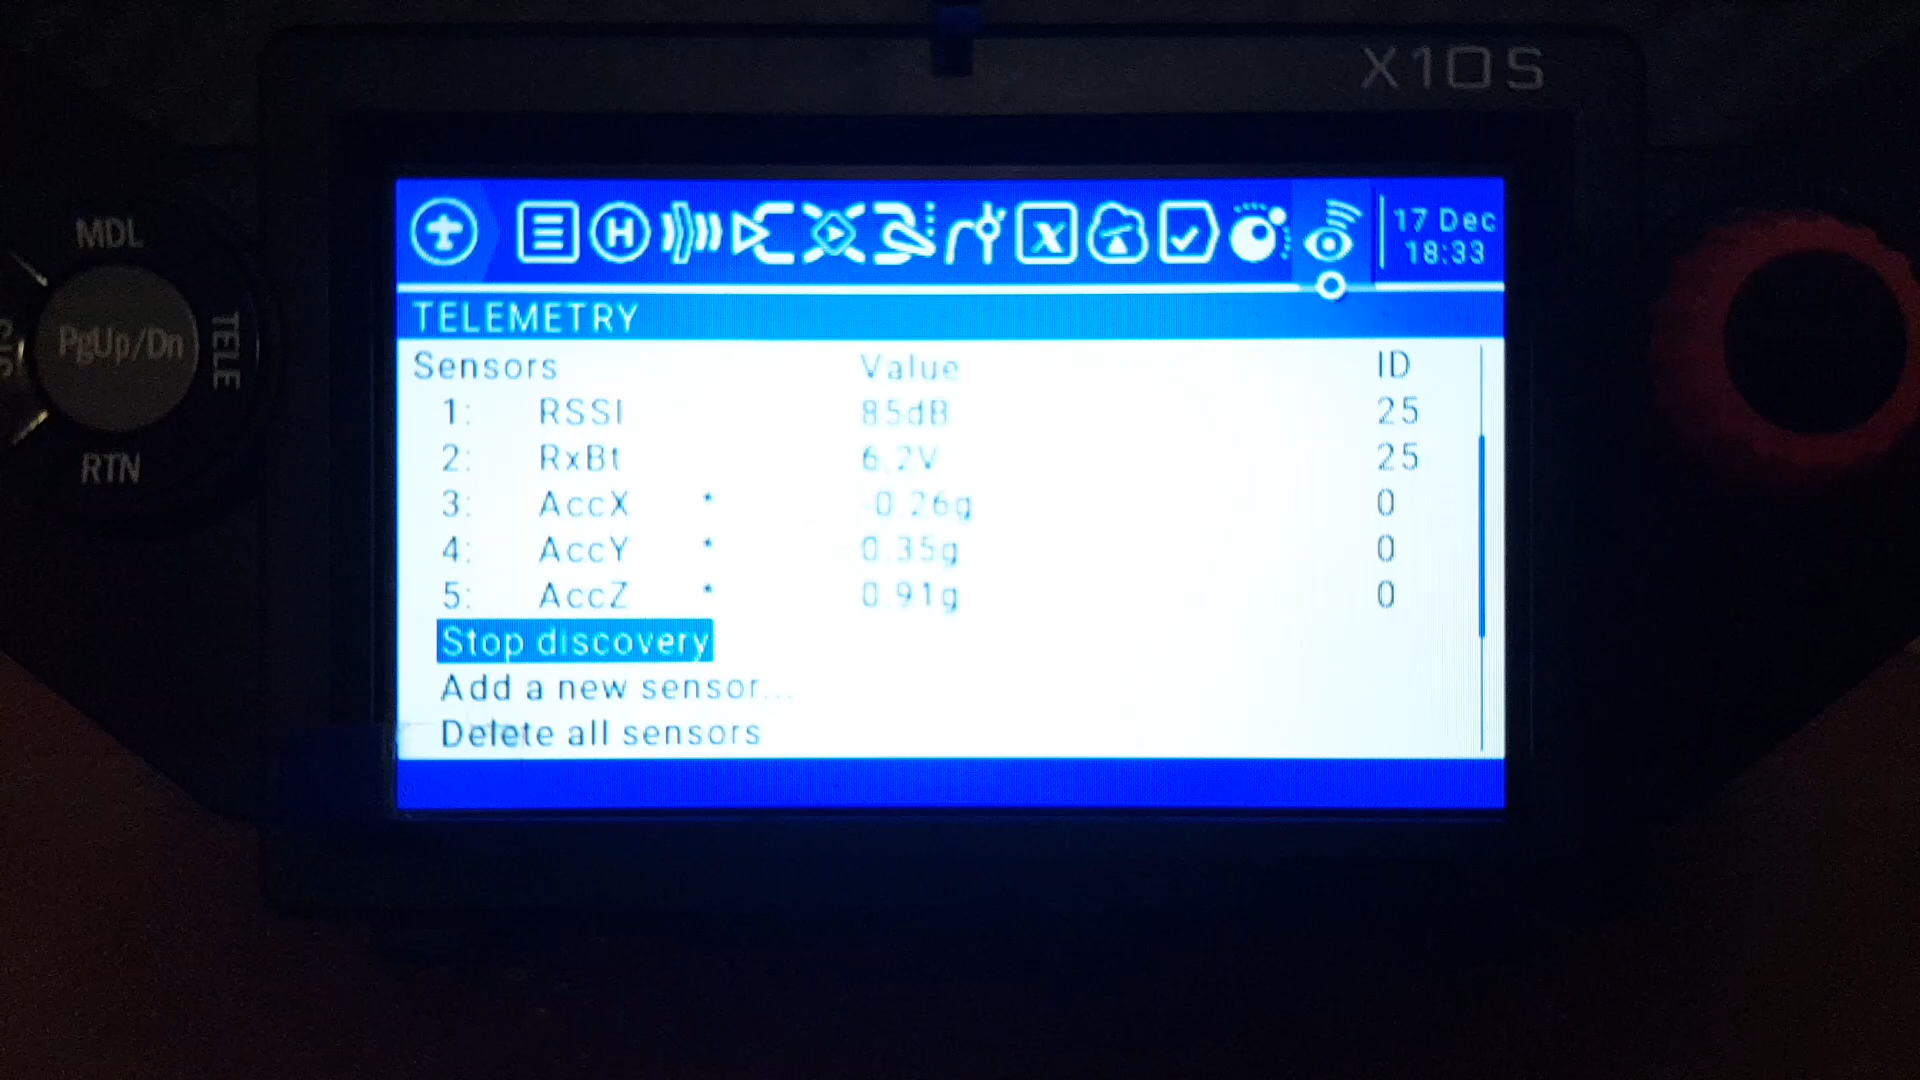 X10S
MDL
PgUp/Dn
TELE
RTN
17 Dec
18:33
TELEMETRY
Sensors Value ID
1: RSSI 85dB 25
2: RxBt 6.2V 25
3: AccX * -0.26g 0
4: AccY * 0.35g 0
5: AccZ * 0.91g 0
Stop discovery
Add a new sensor...
Delete all sensors